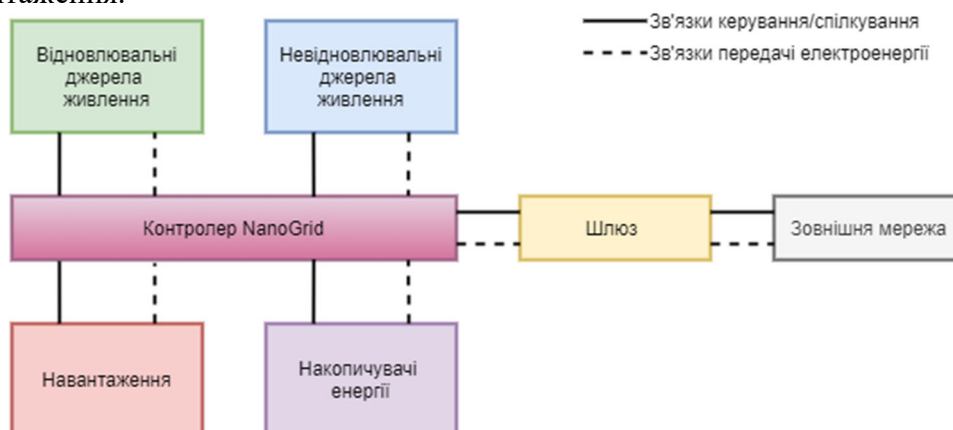 Зв'язки керування/спілкування
Зв'язки передачі електроенергії
Відновлювальні
джерела
живлення
Невідновлювальні
джерела
живлення
Контролер NanoGrid
Шлюз
Зовнішня мережа
Навантаження
Накопичувачі
енергії